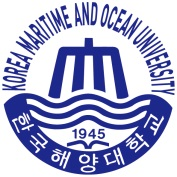 KOREA MARITIME AND OCEAN UNIVERSITY
1945
한국해양대학교